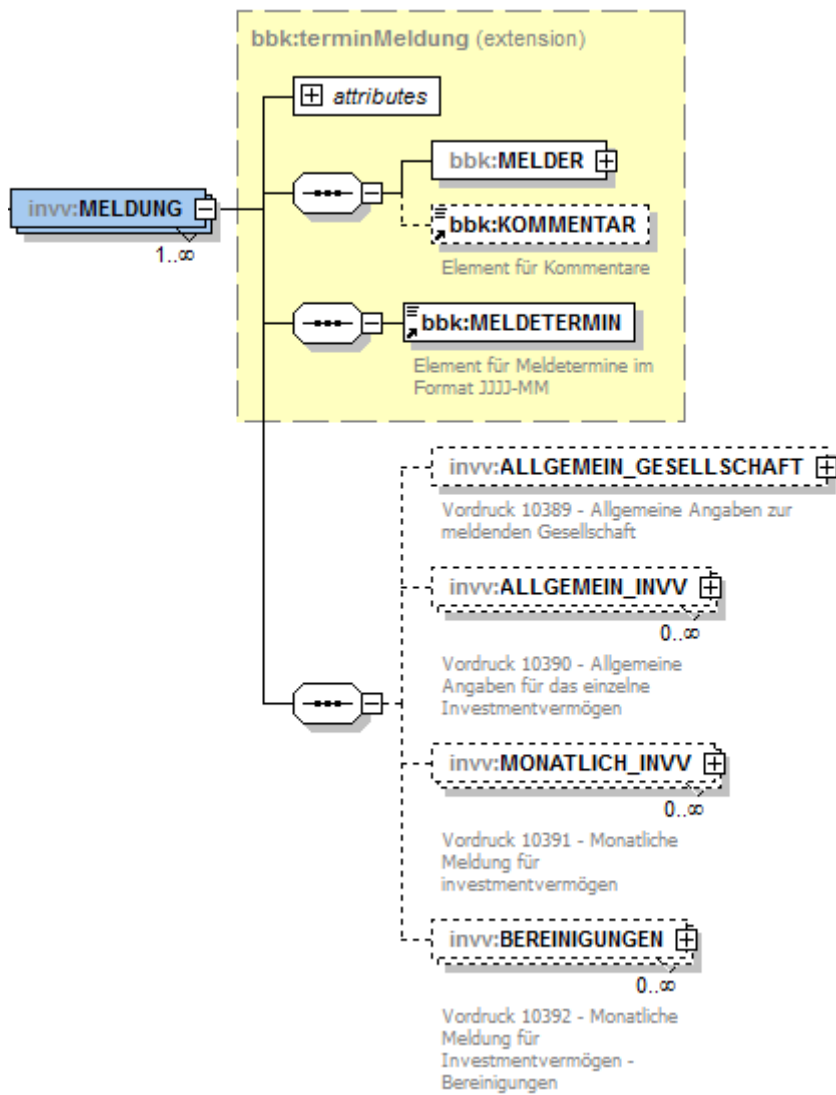 bbk:terminMeldung (extension)
attributes
bbk:MELDER
invv:MELDUNG
1..∞
bbk:KOMMENTAR
Element für Kommentare
bbk:MELDETERMIN
Element für Meldetermine im
Format JJJJ-MM
invv:ALLGEMEIN_GESELLSCHAFT
Vordruck 10389 - Allgemeine Angaben zur
meldenden Gesellschaft
invv:ALLGEMEIN_INVV
0..∞
Vordruck 10390 - Allgemeine
Angaben für das einzelne
Investmentvermögen
invv:MONATLICH_INVV
0..∞
Vordruck 10391 - Monatliche
Meldung für
investmentvermögen
invv:BEREINIGUNGEN
0..∞
Vordruck 10392 - Monatliche
Meldung für
Investmentvermögen -
Bereinigungen